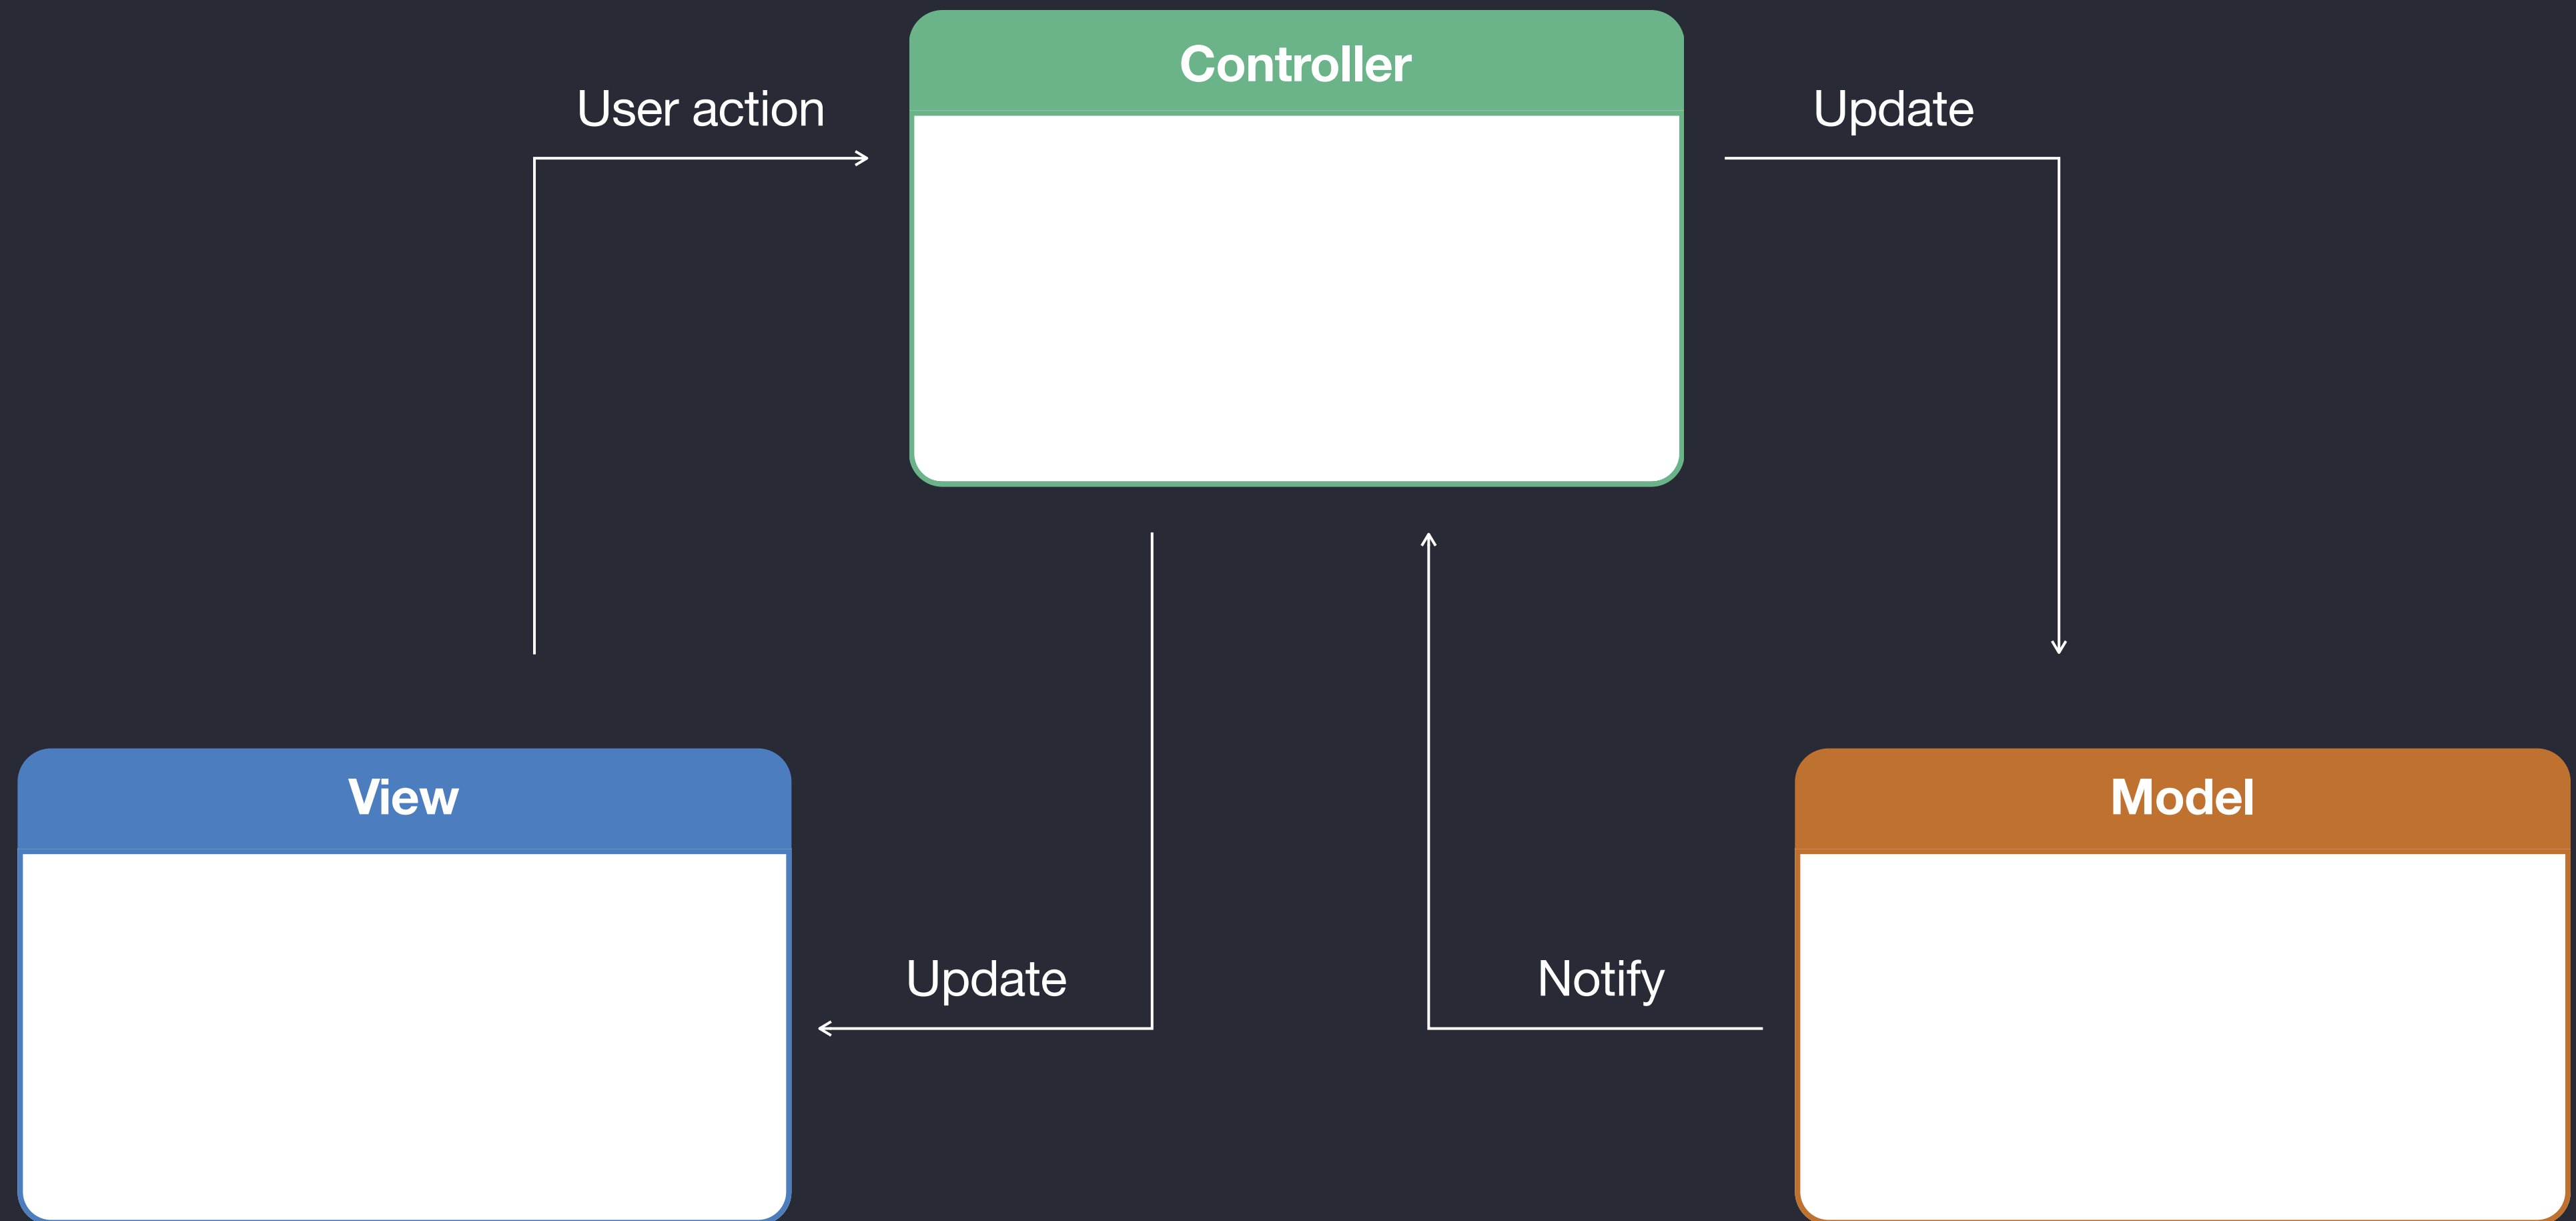 Controller
User action
Update
View
Model
Update
Notify